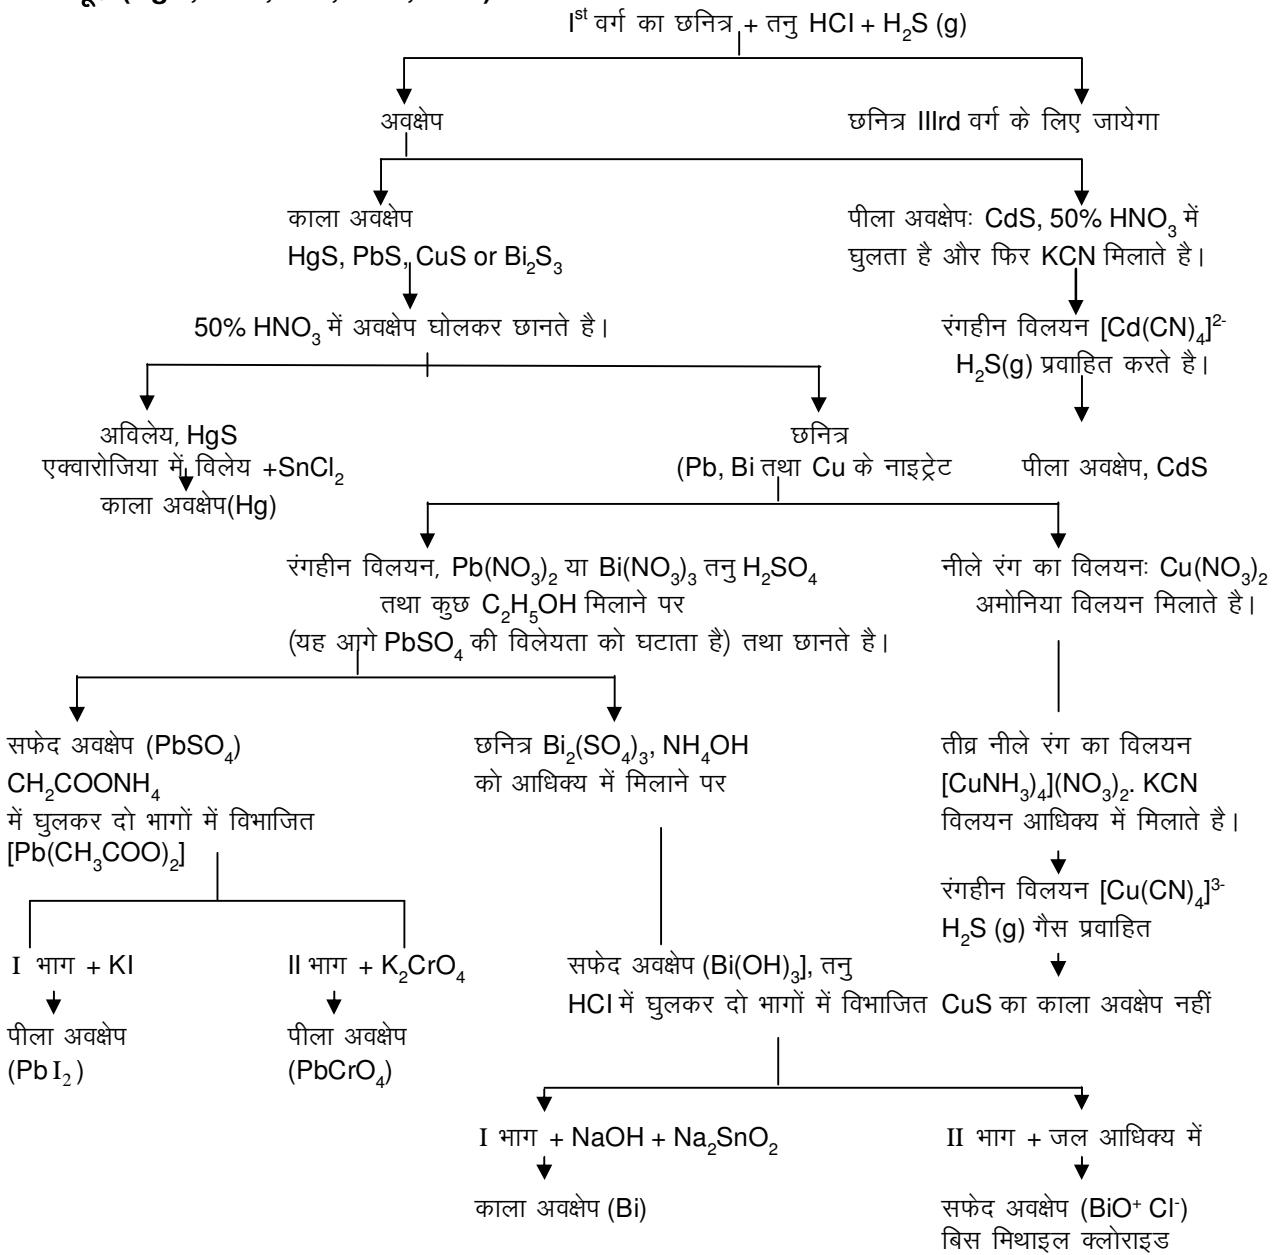 I^st वर्ग का छनित्र + तनु HCl + H₂S (g)
अवक्षेप
छनित्र IIIrd वर्ग के लिए जायेगा
काला अवक्षेप
HgS, PbS, CuS or Bi₂S₃
पीला अवक्षेपः CdS, 50% HNO₃ में
घुलता है और फिर KCN मिलाते है।
50% HNO₃ में अवक्षेप घोलकर छानते है।
रंगहीन विलयन [Cd(CN)₄]²⁻
H₂S(g) प्रवाहित करते है।
अविलेय, HgS
एक्वारोजिया में विलेय +SnCl₂
काला अवक्षेप(Hg)
छनित्र
(Pb, Bi तथा Cu के नाइट्रेट
पीला अवक्षेप, CdS
रंगहीन विलयन, Pb(NO₃)₂ या Bi(NO₃)₃ तनु H₂SO₄
तथा कुछ C₂H₅OH मिलाने पर
(यह आगे PbSO₄ की विलेयता को घटाता है) तथा छानते है।
नीले रंग का विलयनः Cu(NO₃)₂
अमोनिया विलयन मिलाते है।
सफेद अवक्षेप (PbSO₄)
CH₂COONH₄
में घुलकर दो भागों में विभाजित
[Pb(CH₃COO)₂]
छनित्र Bi₂(SO₄)₃, NH₄OH
को आधिक्य में मिलाने पर
तीव्र नीले रंग का विलयन
[CuNH₃)₄](NO₃)₂. KCN
विलयन आधिक्य में मिलाते है।
रंगहीन विलयन [Cu(CN)₄]³⁻
H₂S (g) गैस प्रवाहित
I भाग + KI
II भाग + K₂CrO₄
सफेद अवक्षेप (Bi(OH)₃], तनु
HCl में घुलकर दो भागों में विभाजित
CuS का काला अवक्षेप नहीं
पीला अवक्षेप
(Pb I₂)
पीला अवक्षेप
(PbCrO₄)
I भाग + NaOH + Na₂SnO₂
II भाग + जल आधिक्य में
काला अवक्षेप (Bi)
सफेद अवक्षेप (BiO⁺ Cl⁻)
बिस मिथाइल क्लोराइड